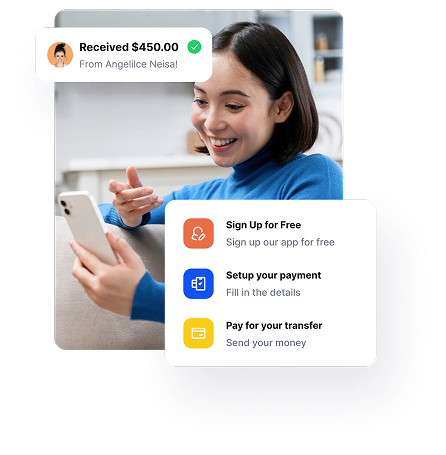 Received $450.00
From Angelilce Neisa!
Sign Up for Free
Sign up our app for free
Setup your payment
Fill in the details
Pay for your transfer
Send your money